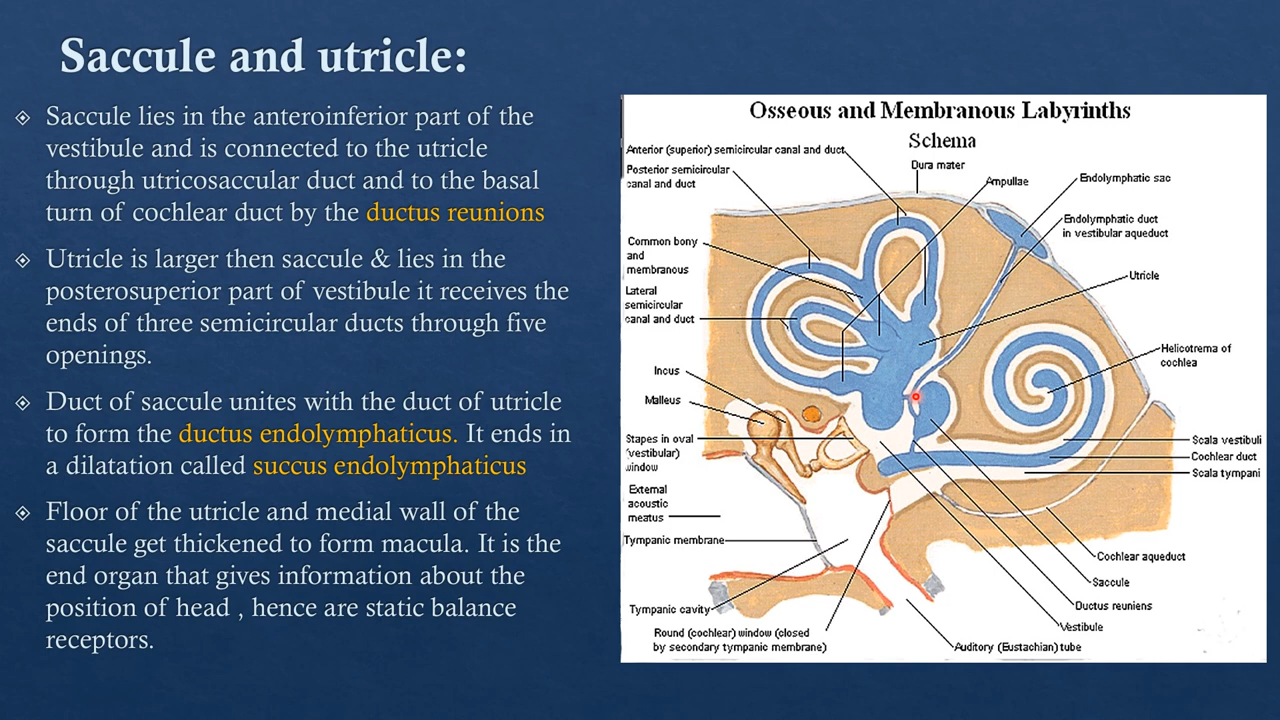 Saccule and utricle:
Saccule lies in the anteroinferior part of the
vestibule and is connected to the utricle
through utricosaccular duct and to the basal
turn of cochlear duct by the ductus reunions
Utricle is larger then saccule & lies in the
posterosuperior part of vestibule it receives the
ends of three semicircular ducts through five
openings.
Duct of saccule unites with the duct of utricle
to form the ductus endolymphaticus. It ends in
a dilatation called succus endolymphaticus
Floor of the utricle and medial wall of the
saccule get thickened to form macula. It is the
end organ that gives information about the
position of head , hence are static balance
receptors.
Osseous and Membranous Labyrinths
Schema
Anterior (superior) semicircular canal and duct
Posterior semicircular
canal and duct
Common bony
and
membranous
Lateral
semicircular
canal and duct
Incus
Malleus
Stapes in oval
(vestibular)
window
External
acoustic
meatus
Tympanic membrane
Tympanic cavity
Round (cochlear) window (closed
by secondary tympanic membrane)
Dura mater
Ampullae
Endolymphatic sac
Endolymphatic duct
in vestibular aqueduct
Utricle
Helicotrema of
cochlea
Scala vestibuli
Cochlear duct
Scala tympani
Cochlear aqueduct
Saccule
Ductus reuniens
Vestibule
Auditory (Eustachian) tube